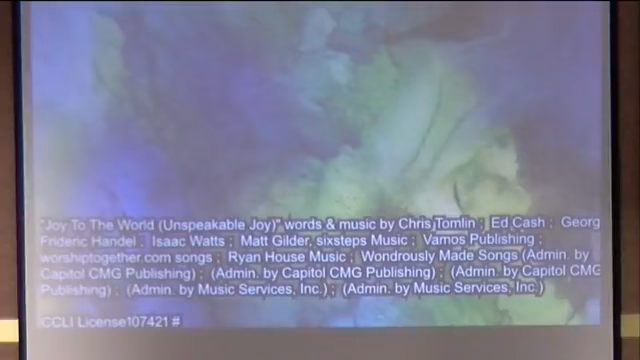 "Joy To The World (Unspeakable Joy)" words & music by Chris Tomlin ; Ed Cash ; Georg
Frideric Handel ; Isaac Watts ; Matt Gilder, sixsteps Music ; Vamos Publishing ;
worshiptogether.com songs ; Ryan House Music ; Wondrously Made Songs (Admin. by
Capitol CMG Publishing) ; (Admin. by Capitol CMG Publishing) ; (Admin. by Capitol CMG
Publishing) ; (Admin. by Music Services, Inc.) ; (Admin. by Music Services, Inc.)
CCLI License107421 #